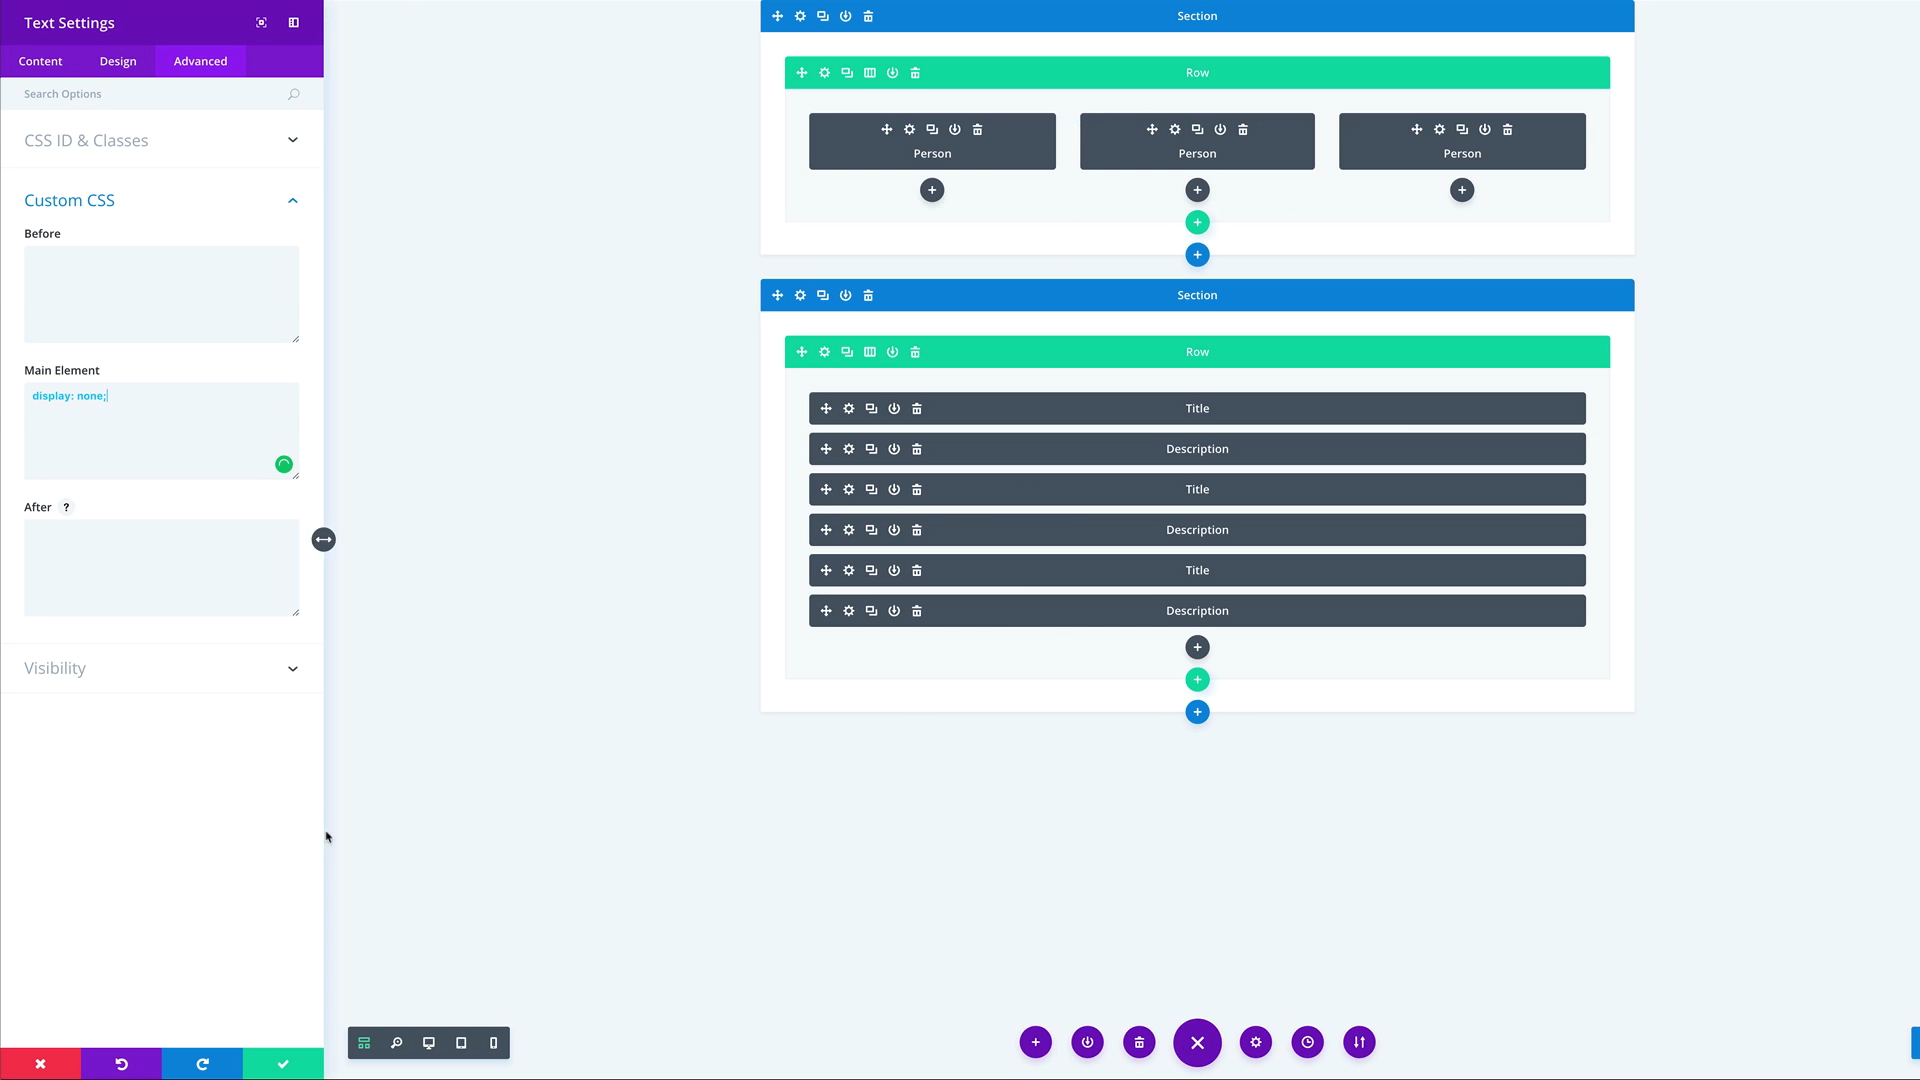 Text Settings
Content Design Advanced
Search Options
CSS ID & Classes
Custom CSS
Before
Main Element
display: none;
After ?
Visibility
Section
Row
Person Person Person
Section
Row
Title
Description
Title
Description
Title
Description